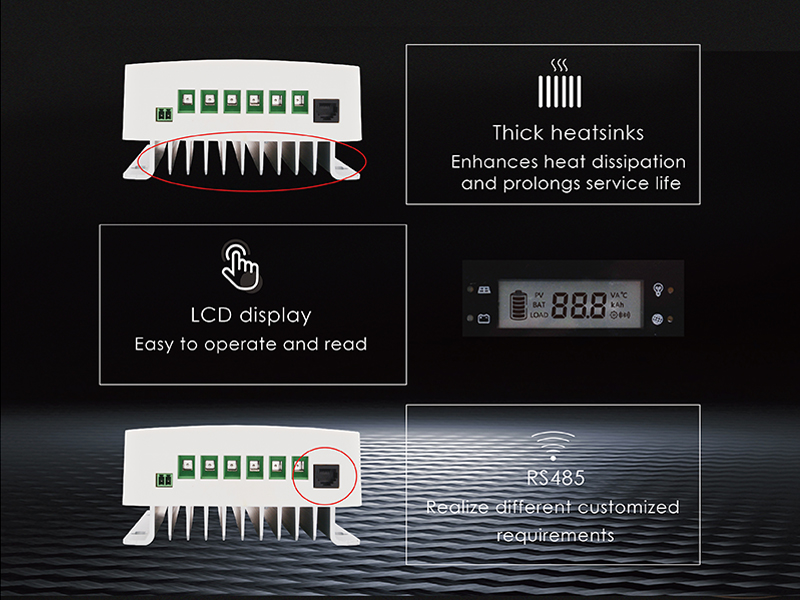 Thick heatsinks
Enhances heat dissipation
and prolongs service life
LCD display
Easy to operate and read
PV
BAT
LOAD
88.8
VA°C
kAh
RS485
Realize different customized
requirements